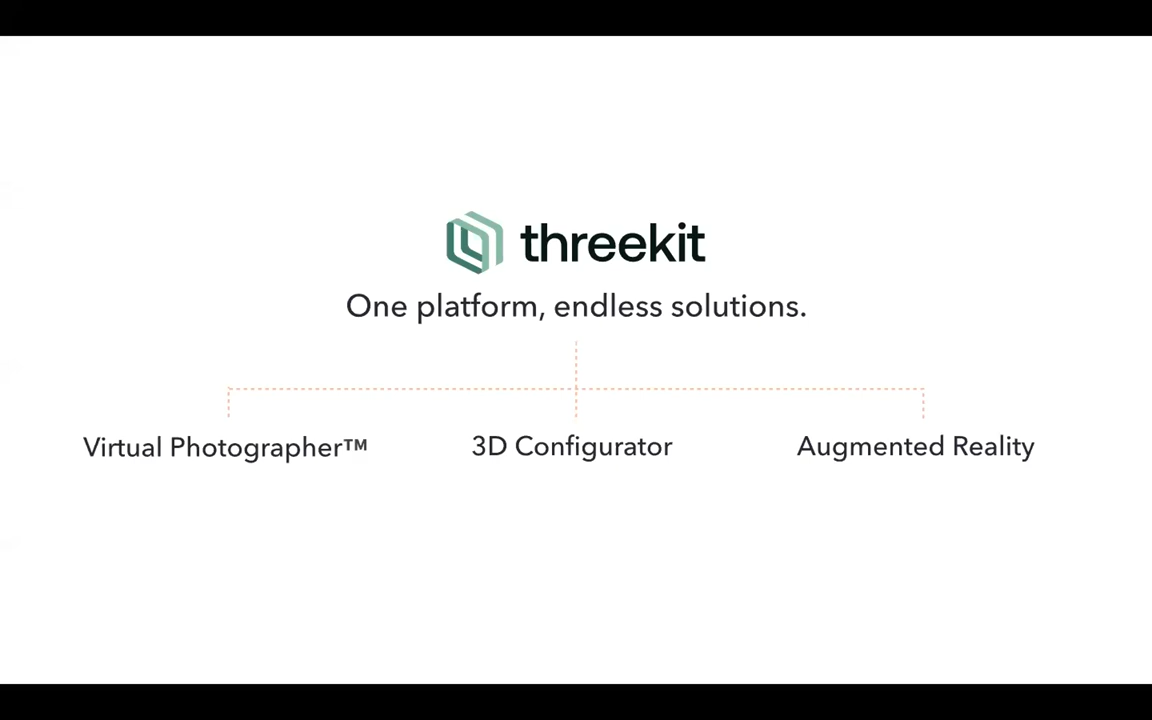 threekit
One platform, endless solutions.
Virtual Photographer™
3D Configurator
Augmented Reality